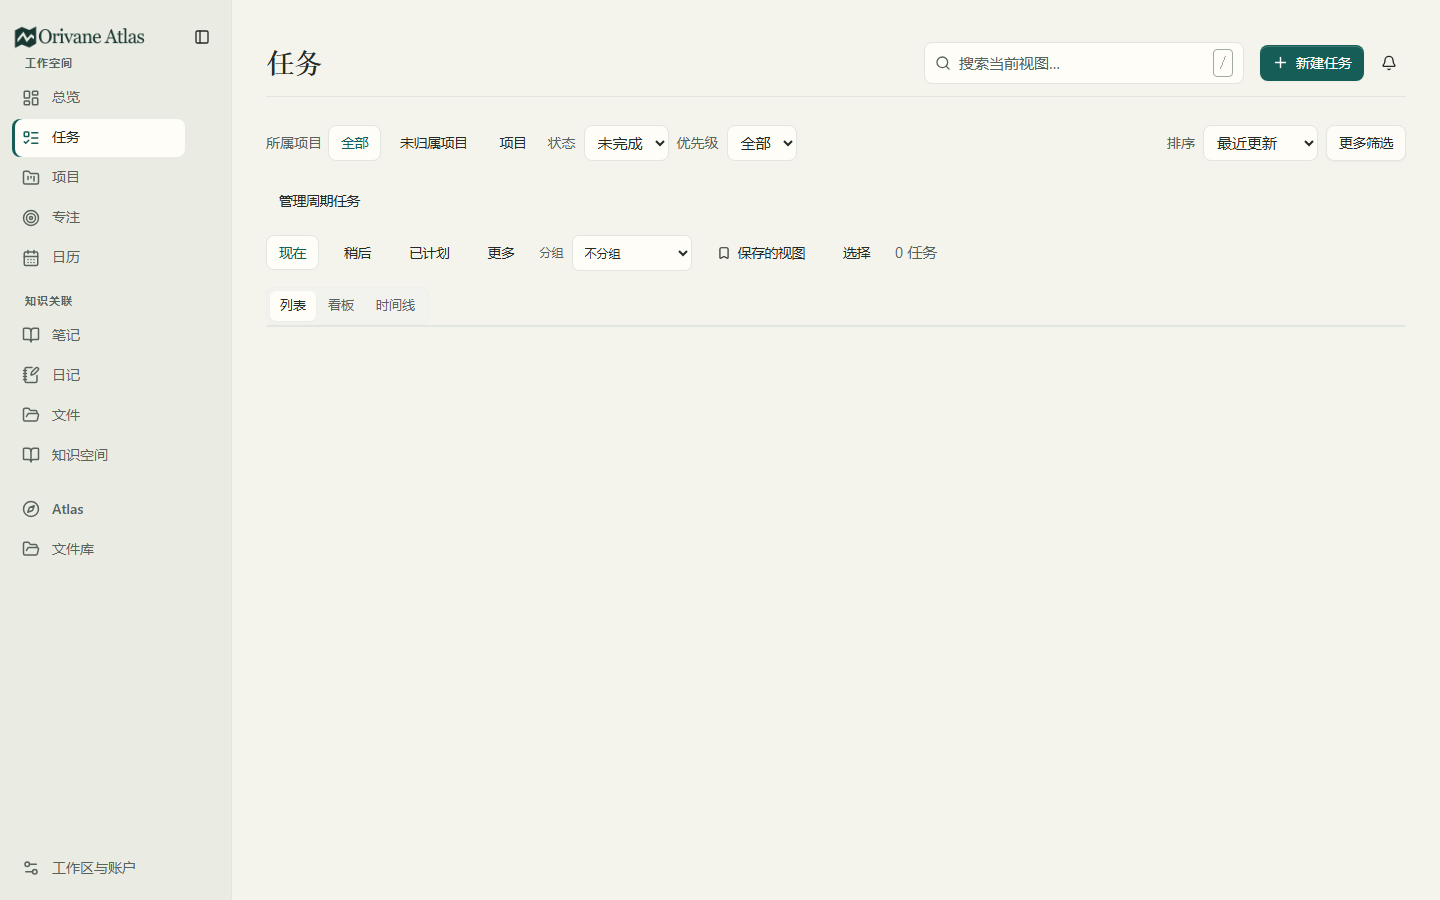 Orivane Atlas
工作空间
总览
任务
项目
专注
日历
知识关联
笔记
日记
文件
知识空间
Atlas
文件库
工作区与账户
任务
搜索当前视图... /
新建任务
所属项目 全部 未归属项目 项目 状态 未完成 优先级 全部 排序 最近更新 更多筛选
管理周期任务
现在 稍后 已计划 更多 分组 不分组 保存的视图 选择 0 任务
列表 看板 时间线